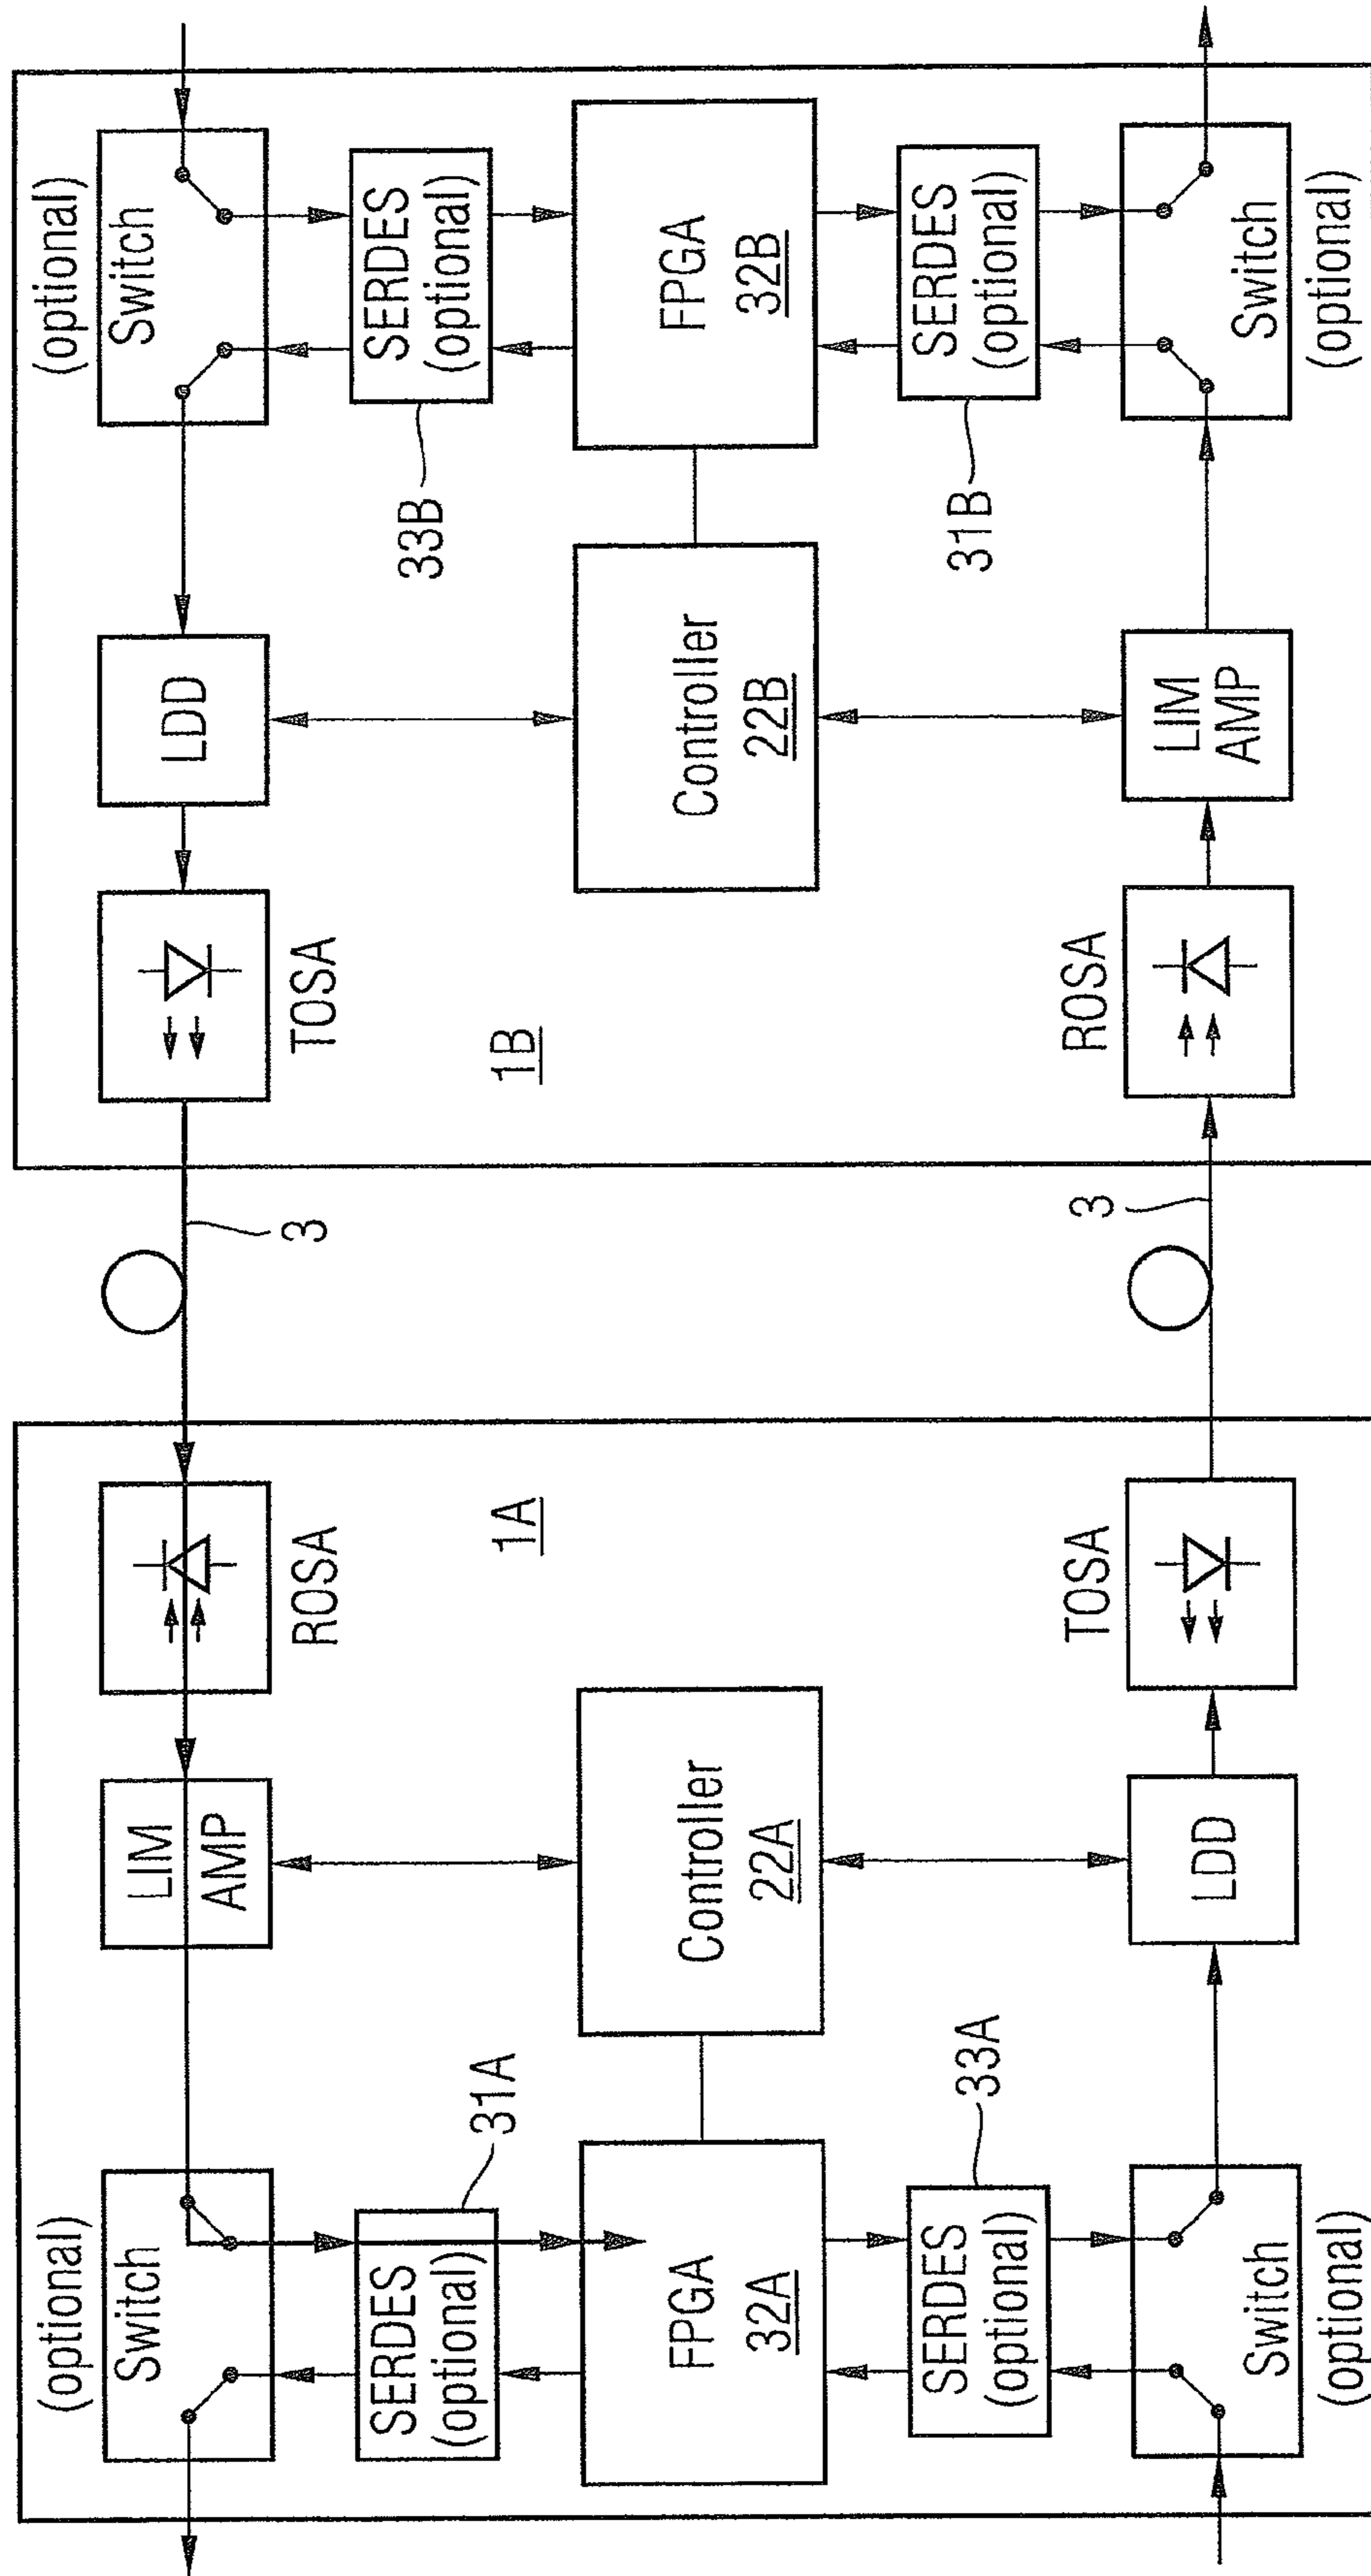 (optional)
Switch
LIM
AMP
ROSA
SERDES
(optional)
31A
FPGA
32A
Controller
22A
1A
SERDES
(optional)
33A
Switch
(optional)
LDD
TOSA
3
3
TOSA
LDD
(optional)
Switch
1B
33B
SERDES
(optional)
Controller
22B
FPGA
32B
31B
SERDES
(optional)
ROSA
LIM
AMP
Switch
(optional)